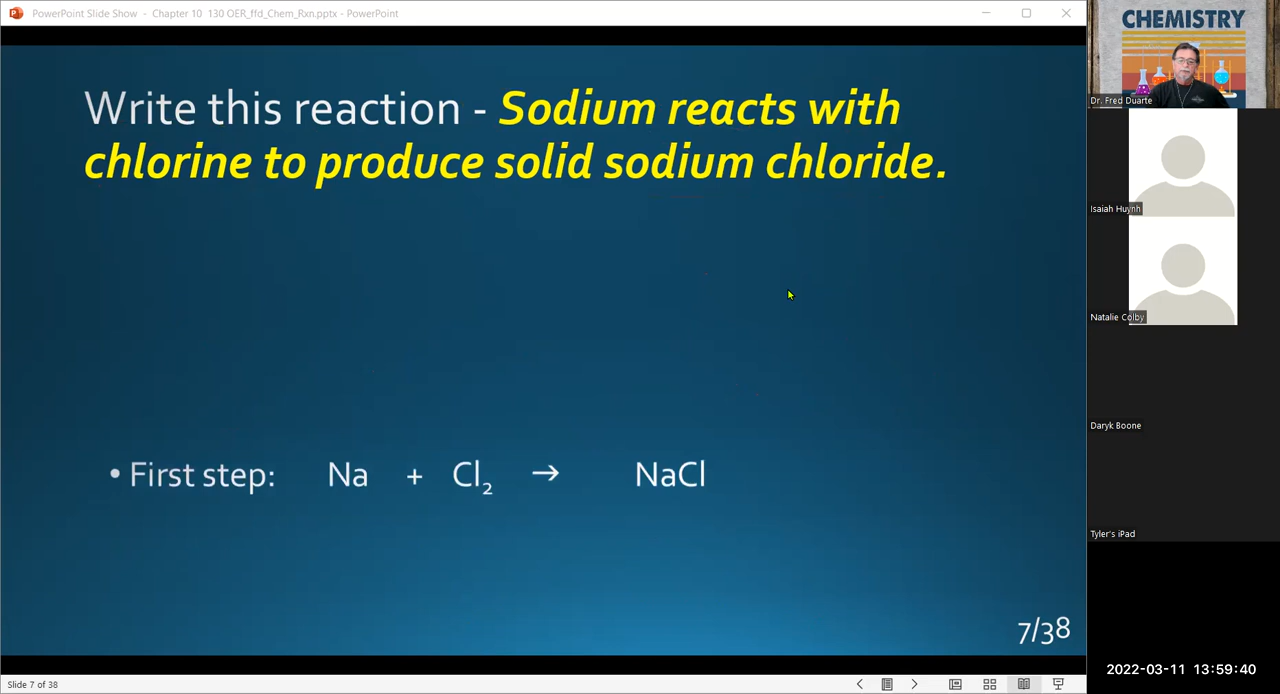 PowerPoint Slide Show - Chapter 10 130 OER_ffd_Chem_Rxn.pptx - PowerPoint
Write this reaction - Sodium reacts with
chlorine to produce solid sodium chloride.
• First step: Na + Cl₂ → NaCl
7/38
Slide 7 of 38
CHEMISTRY
Dr. Fred Duarte
Isaiah Huynh
Natalie Colby
Daryk Boone
Tyler's iPad
2022-03-11 13:59:40